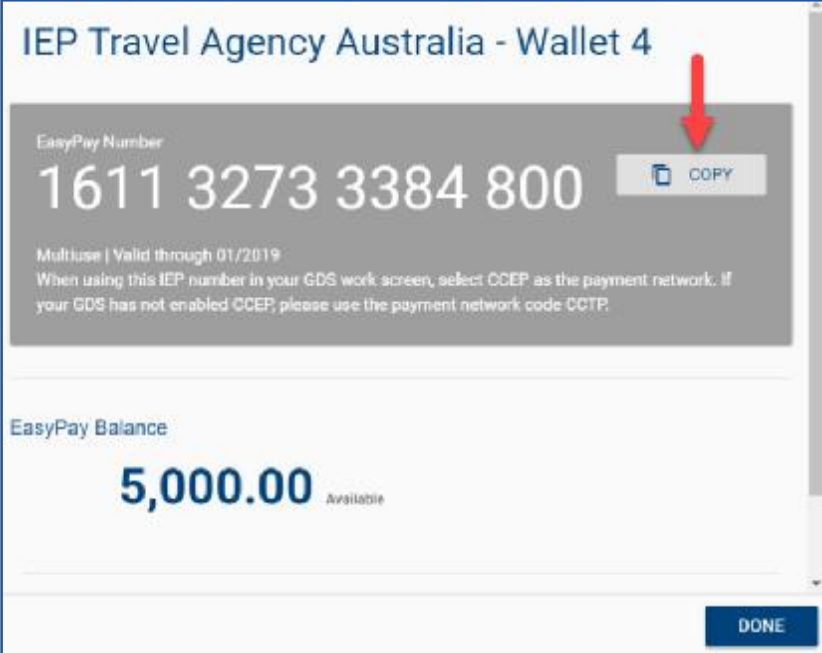 IEP Travel Agency Australia - Wallet 4
EasyPay Number
1611 3273 3384 800
COPY
Multiuse | Valid through 01/2019
When using this IEP number in your GDS work screen, select CCEP as the payment network. If
your GDS has not enabled CCEP, please use the payment network code CCTP.
EasyPay Balance
5,000.00 Available
DONE